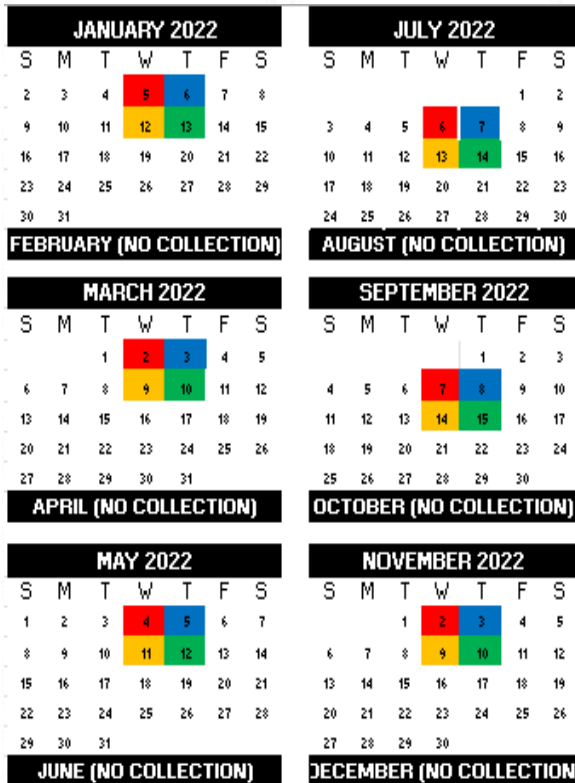 JANUARY 2022
S M T W T F S
2 3 4 5 6 7 8
9 10 11 12 13 14 15
16 17 18 19 20 21 22
23 24 25 26 27 28 29
30 31
FEBRUARY (NO COLLECTION)
MARCH 2022
S M T W T F S
1 2 3 4 5
6 7 8 9 10 11 12
13 14 15 16 17 18 19
20 21 22 23 24 25 26
27 28 29 30 31
APRIL (NO COLLECTION)
MAY 2022
S M T W T F S
1 2 3 4 5 6 7
8 9 10 11 12 13 14
15 16 17 18 19 20 21
22 23 24 25 26 27 28
29 30 31
JUNE (NO COLLECTION)
JULY 2022
S M T W T F S
1 2
3 4 5 6 7 8 9
10 11 12 13 14 15 16
17 18 19 20 21 22 23
24 25 26 27 28 29 30
AUGUST (NO COLLECTION)
SEPTEMBER 2022
S M T W T F S
1 2 3
4 5 6 7 8 9 10
11 12 13 14 15 16 17
18 19 20 21 22 23 24
25 26 27 28 29 30
OCTOBER (NO COLLECTION)
NOVEMBER 2022
S M T W T F S
1 2 3 4 5
6 7 8 9 10 11 12
13 14 15 16 17 18 19
20 21 22 23 24 25 26
27 28 29 30
DECEMBER (NO COLLECTION